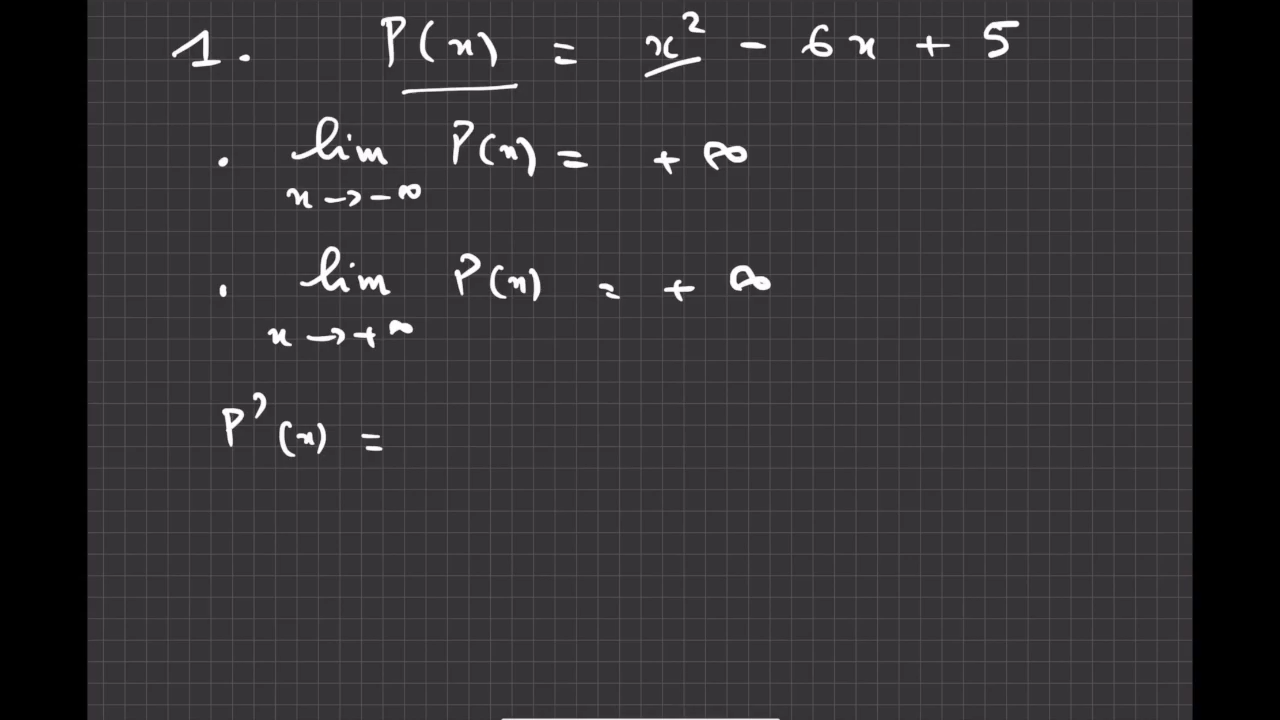 1. P(x) = x² - 6x + 5
. lim P(x) = + ∞
x → -∞
. lim P(x) = + ∞
x → +∞
P'(x) =